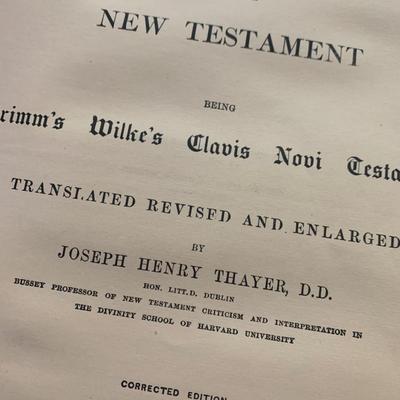 NEW TESTAMENT
BEING
rimm's Wilke's Clavis Novi Testa
TRANSLATED REVISED AND ENLARGED
BY
JOSEPH HENRY THAYER, D.D.
HON. LITT.D. DUBLIN
BUSSEY PROFESSOR OF NEW TESTAMENT CRITICISM AND INTERPRETATION IN
THE DIVINITY SCHOOL OF HARVARD UNIVERSITY
CORRECTED EDITION